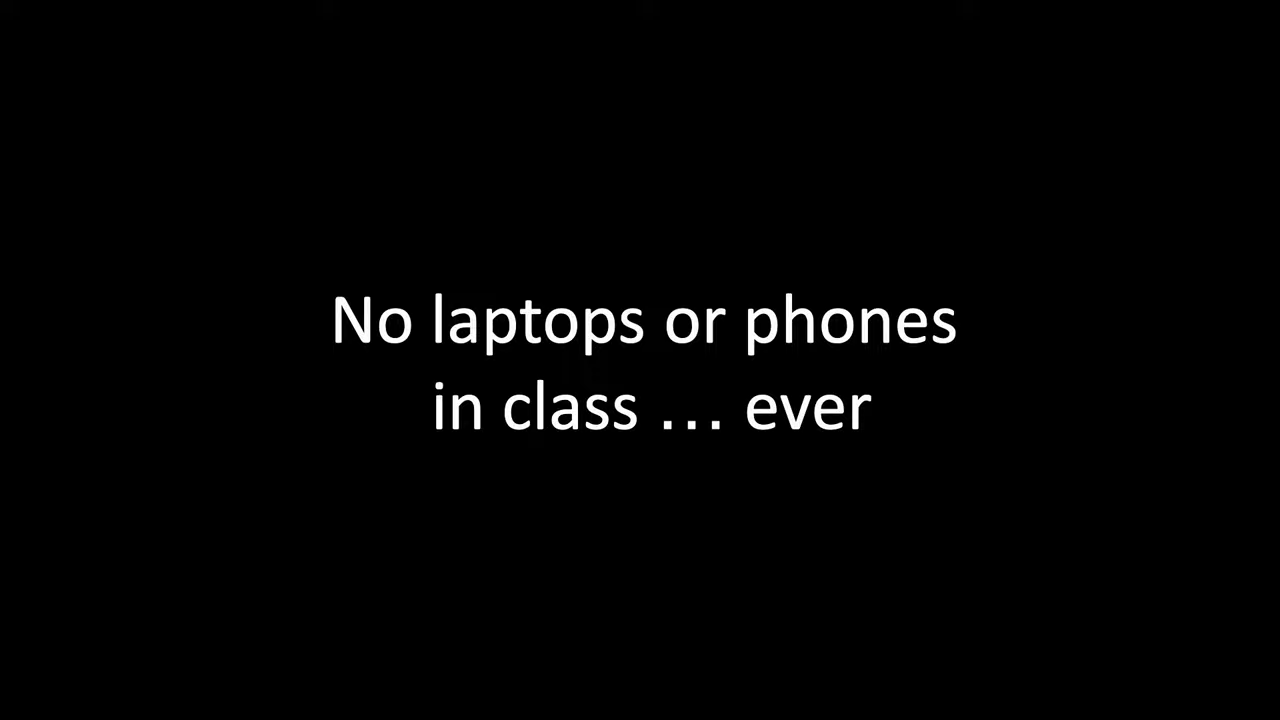 No laptops or phones
in class … ever